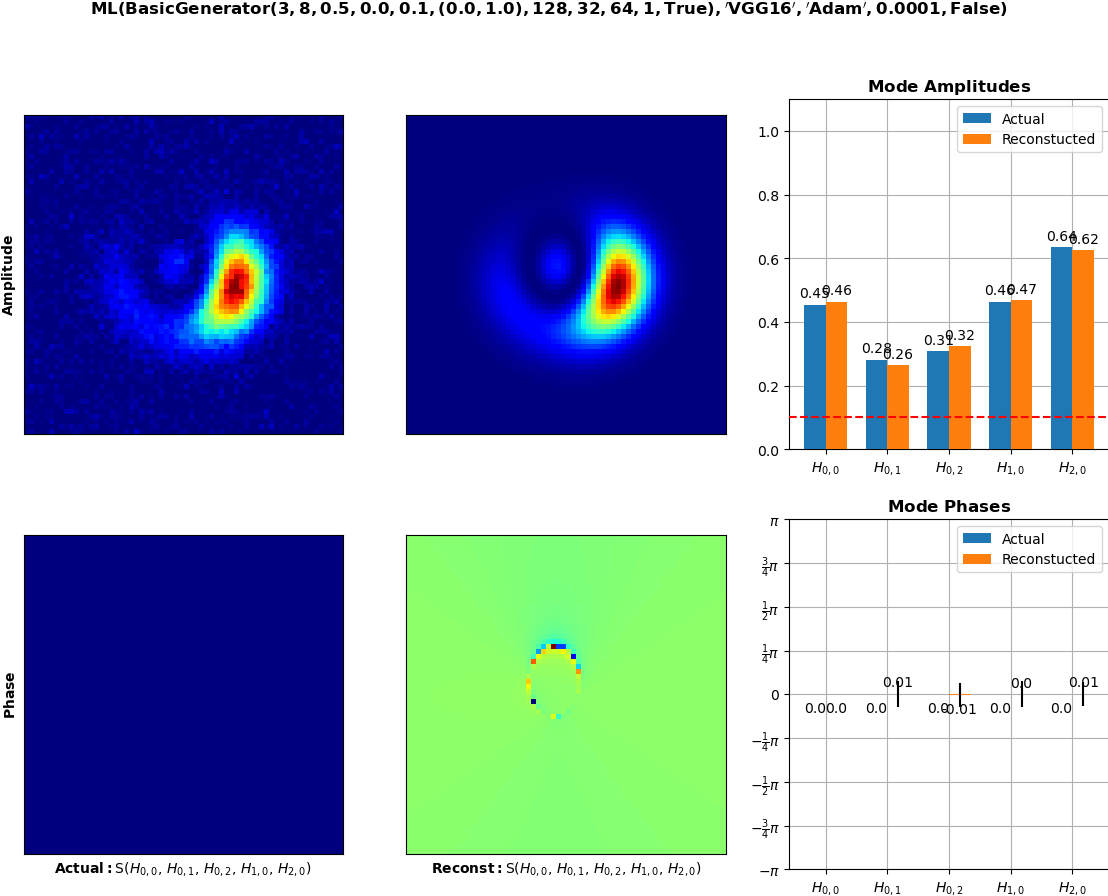 ML(BasicGenerator(3, 8, 0.5, 0.0, 0.1, (0.0, 1.0), 128, 32, 64, 1, True), ′VGG16′, ′Adam′, 0.0001, False)
Amplitude
Mode Amplitudes
Actual
Reconstucted
1.0
0.8
0.6
0.4
0.2
0.0
0.45 0.46
0.28 0.26
0.31 0.32
0.46 0.47
0.64 0.62
H0,0 H0,1 H0,2 H1,0 H2,0
Phase
Actual: S(H0,0, H0,1, H0,2, H1,0, H2,0)
Reconst: S(H0,0, H0,1, H0,2, H1,0, H2,0)
Mode Phases
Actual
Reconstucted
π
3/4π
1/2π
1/4π
0
−1/4π
−1/2π
−3/4π
−π
0.0 0.0
0.0 0.01
0.0 -0.01
0.0 0.0
0.0 0.01
H0,0 H0,1 H0,2 H1,0 H2,0